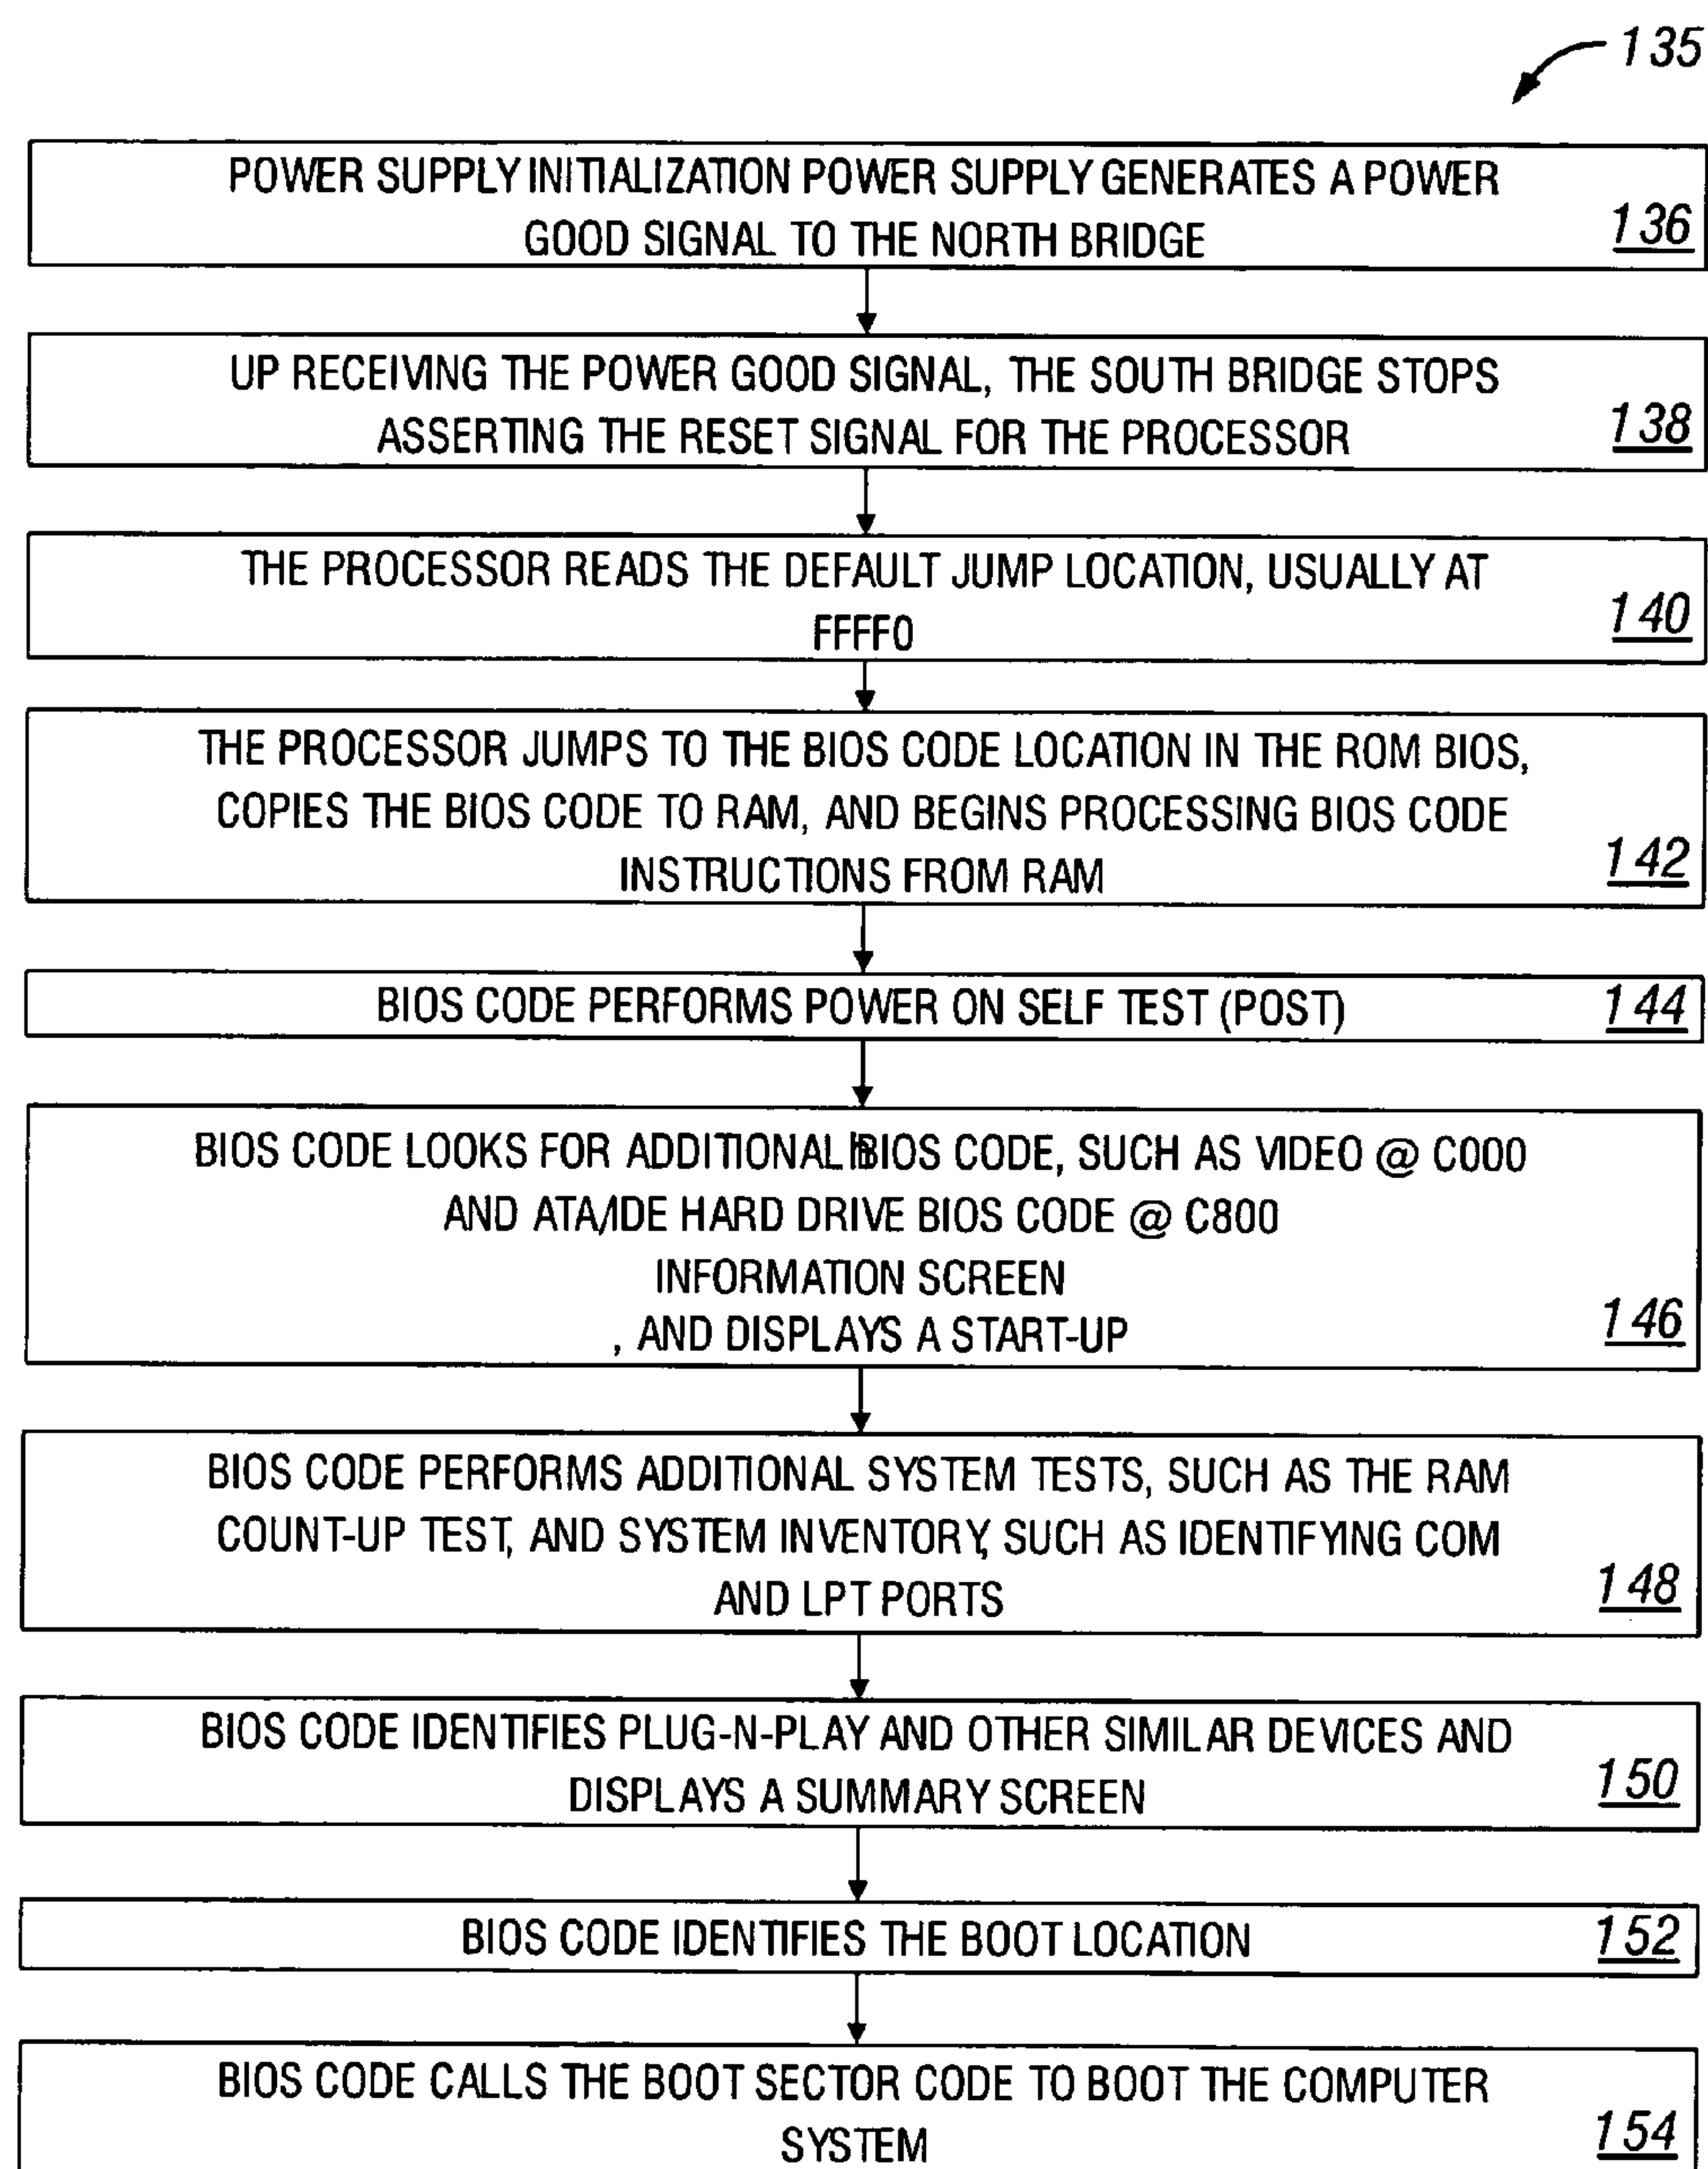 135
POWER SUPPLY INITIALIZATION POWER SUPPLY GENERATES A POWER
GOOD SIGNAL TO THE NORTH BRIDGE
136
UP RECEIVING THE POWER GOOD SIGNAL, THE SOUTH BRIDGE STOPS
ASSERTING THE RESET SIGNAL FOR THE PROCESSOR
138
THE PROCESSOR READS THE DEFAULT JUMP LOCATION, USUALLY AT
FFFF0
140
THE PROCESSOR JUMPS TO THE BIOS CODE LOCATION IN THE ROM BIOS,
COPIES THE BIOS CODE TO RAM, AND BEGINS PROCESSING BIOS CODE
INSTRUCTIONS FROM RAM
142
BIOS CODE PERFORMS POWER ON SELF TEST (POST)
144
BIOS CODE LOOKS FOR ADDITIONAL BIOS CODE, SUCH AS VIDEO @ C000
AND ATA/IDE HARD DRIVE BIOS CODE @ C800
INFORMATION SCREEN
, AND DISPLAYS A START-UP
146
BIOS CODE PERFORMS ADDITIONAL SYSTEM TESTS, SUCH AS THE RAM
COUNT-UP TEST, AND SYSTEM INVENTORY, SUCH AS IDENTIFYING COM
AND LPT PORTS
148
BIOS CODE IDENTIFIES PLUG-N-PLAY AND OTHER SIMILAR DEVICES AND
DISPLAYS A SUMMARY SCREEN
150
BIOS CODE IDENTIFIES THE BOOT LOCATION
152
BIOS CODE CALLS THE BOOT SECTOR CODE TO BOOT THE COMPUTER
SYSTEM
154